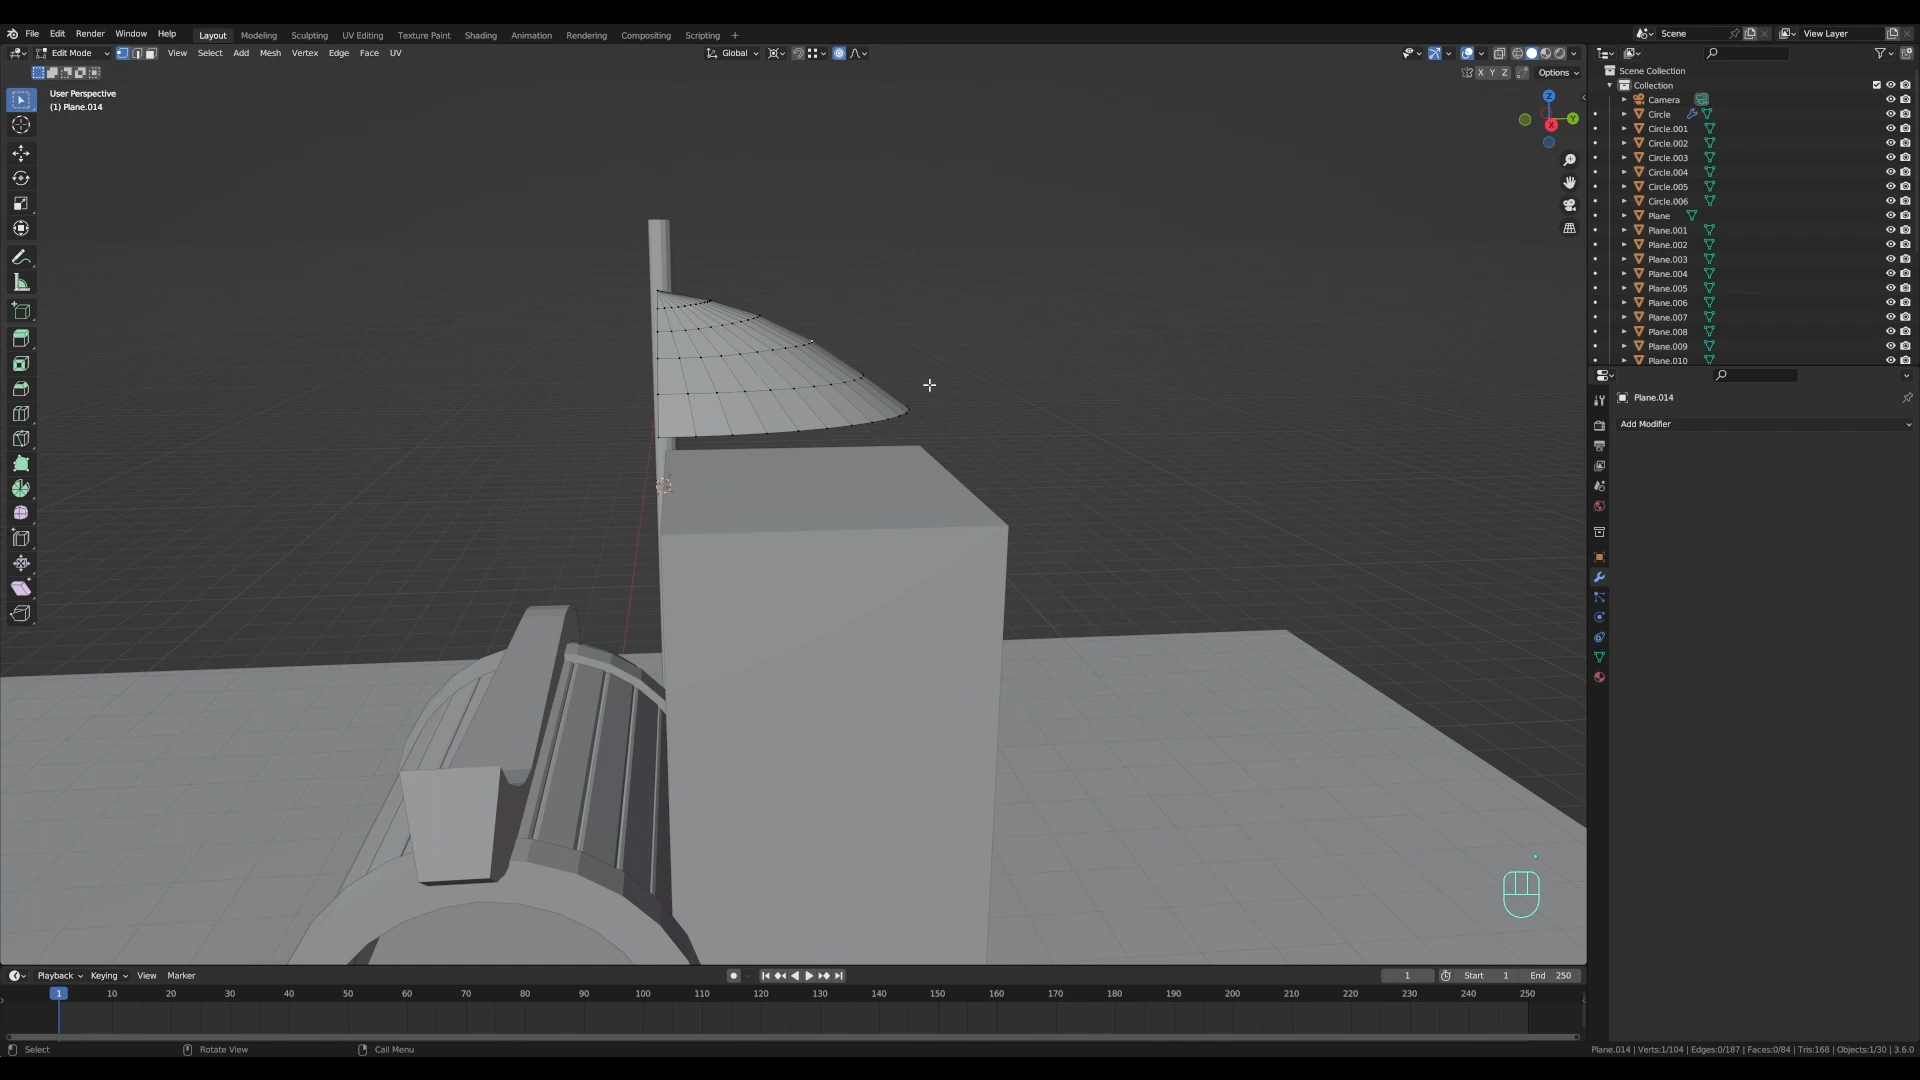 File Edit Render Window Help Layout Modeling Sculpting UV Editing Texture Paint Shading Animation Rendering Compositing Scripting + Scene View Layer
Edit Mode View Select Add Mesh Vertex Edge Face UV Global
X Y Z Options
User Perspective
(1) Plane.014
Z
Y
X
Scene Collection
Collection
Camera
Circle
Circle.001
Circle.002
Circle.003
Circle.004
Circle.005
Circle.006
Plane
Plane.001
Plane.002
Plane.003
Plane.004
Plane.005
Plane.006
Plane.007
Plane.008
Plane.009
Plane.010
Plane.014
Add Modifier
Playback Keying View Marker 1 Start 1 End 250
1 10 20 30 40 50 60 70 80 90 100 110 120 130 140 150 160 170 180 190 200 210 220 230 240 250
Select Rotate View Call Menu Plane.014 | Verts:1/104 | Edges:0/187 | Faces:0/84 | Tris:168 | Objects:1/30 | 3.6.0